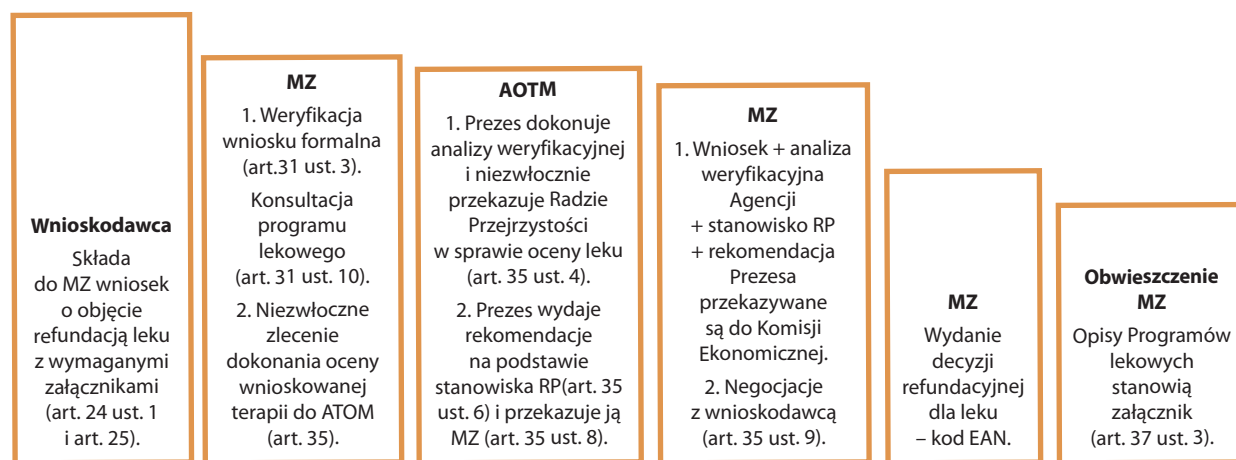 Wnioskodawca
Składa
do MZ wniosek
o objęcie
refundacją leku
z wymaganymi
załącznikami
(art. 24 ust. 1
i art. 25).
MZ
1. Weryfikacja
wniosku formalna
(art.31 ust. 3).
Konsultacja
programu
lekowego
(art. 31 ust. 10).
2. Niezwłoczne
zlecenie
dokonania oceny
wnioskowanej
terapii do ATOM
(art. 35).
AOTM
1. Prezes dokonuje
analizy weryfikacyjnej
i niezwłocznie
przekazuje Radzie
Przejrzystości
w sprawie oceny leku
(art. 35 ust. 4).
2. Prezes wydaje
rekomendacje
na podstawie
stanowiska RP(art. 35
ust. 6) i przekazuje ją
MZ (art. 35 ust. 8).
MZ
1. Wniosek + analiza
weryfikacyjna
Agencji
+ stanowisko RP
+ rekomendacja
Prezesa
przekazywane
są do Komisji
Ekonomicznej.
2. Negocjacje
z wnioskodawcą
(art. 35 ust. 9).
MZ
Wydanie
decyzji
refundacyjnej
dla leku
– kod EAN.
Obwieszczenie
MZ
Opisy Programów
lekowych
stanowią
załącznik
(art. 37 ust. 3).